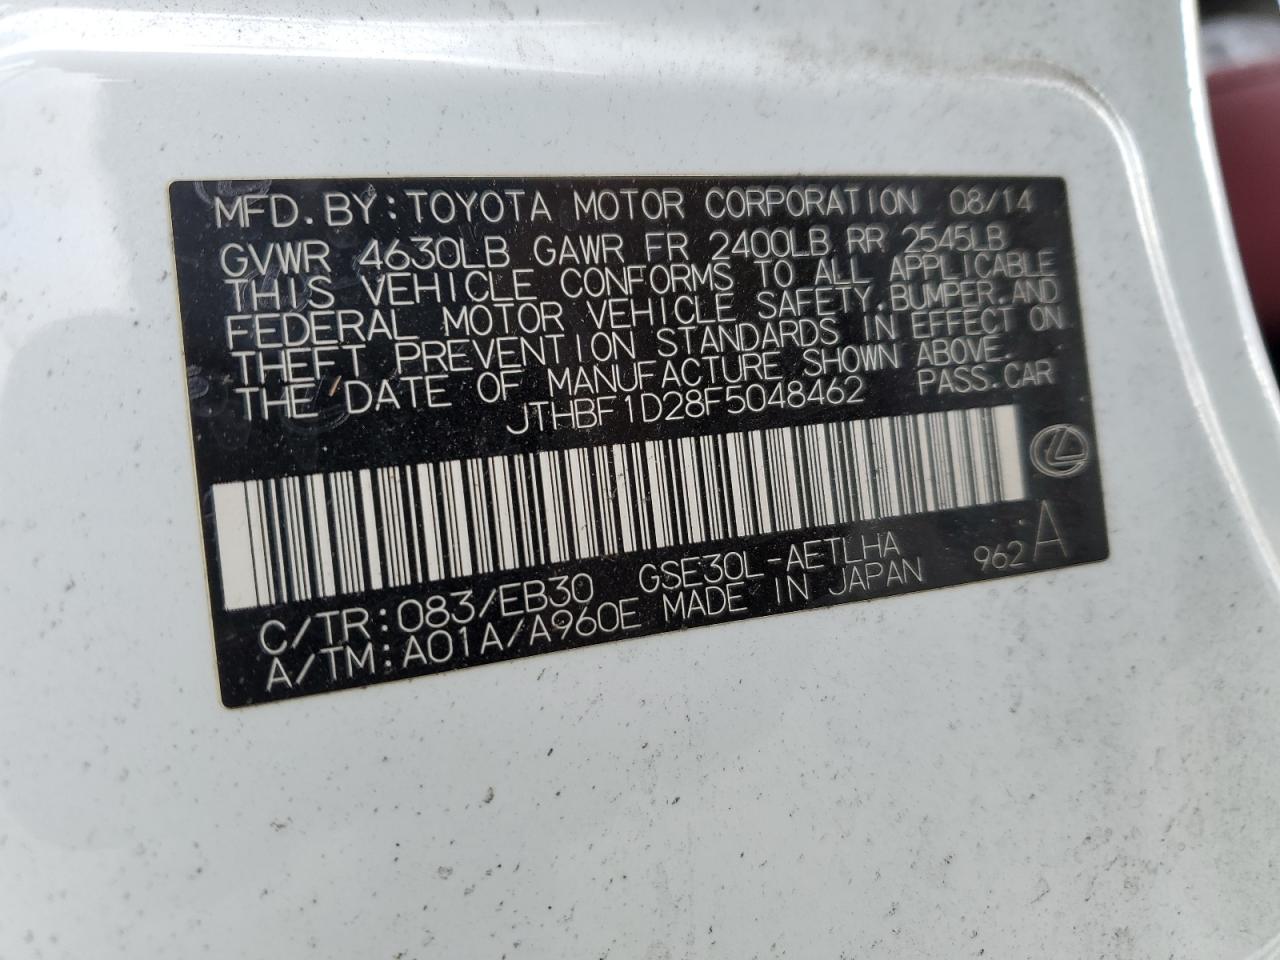 MFD. BY: TOYOTA MOTOR CORPORATION 08/14
GVWR 4630LB GAWR FR 2400LB RR 2545LB
THIS VEHICLE CONFORMS TO ALL APPLICABLE
FEDERAL MOTOR VEHICLE SAFETY, BUMPER, AND
THEFT PREVENTION STANDARDS IN EFFECT ON
THE DATE OF MANUFACTURE SHOWN ABOVE.
JTHBF1D28F5048462 PASS. CAR
C/TR: 083/EB30 GSE30L-AETLHA
A/TM: A01A/A960E MADE IN JAPAN 962 A